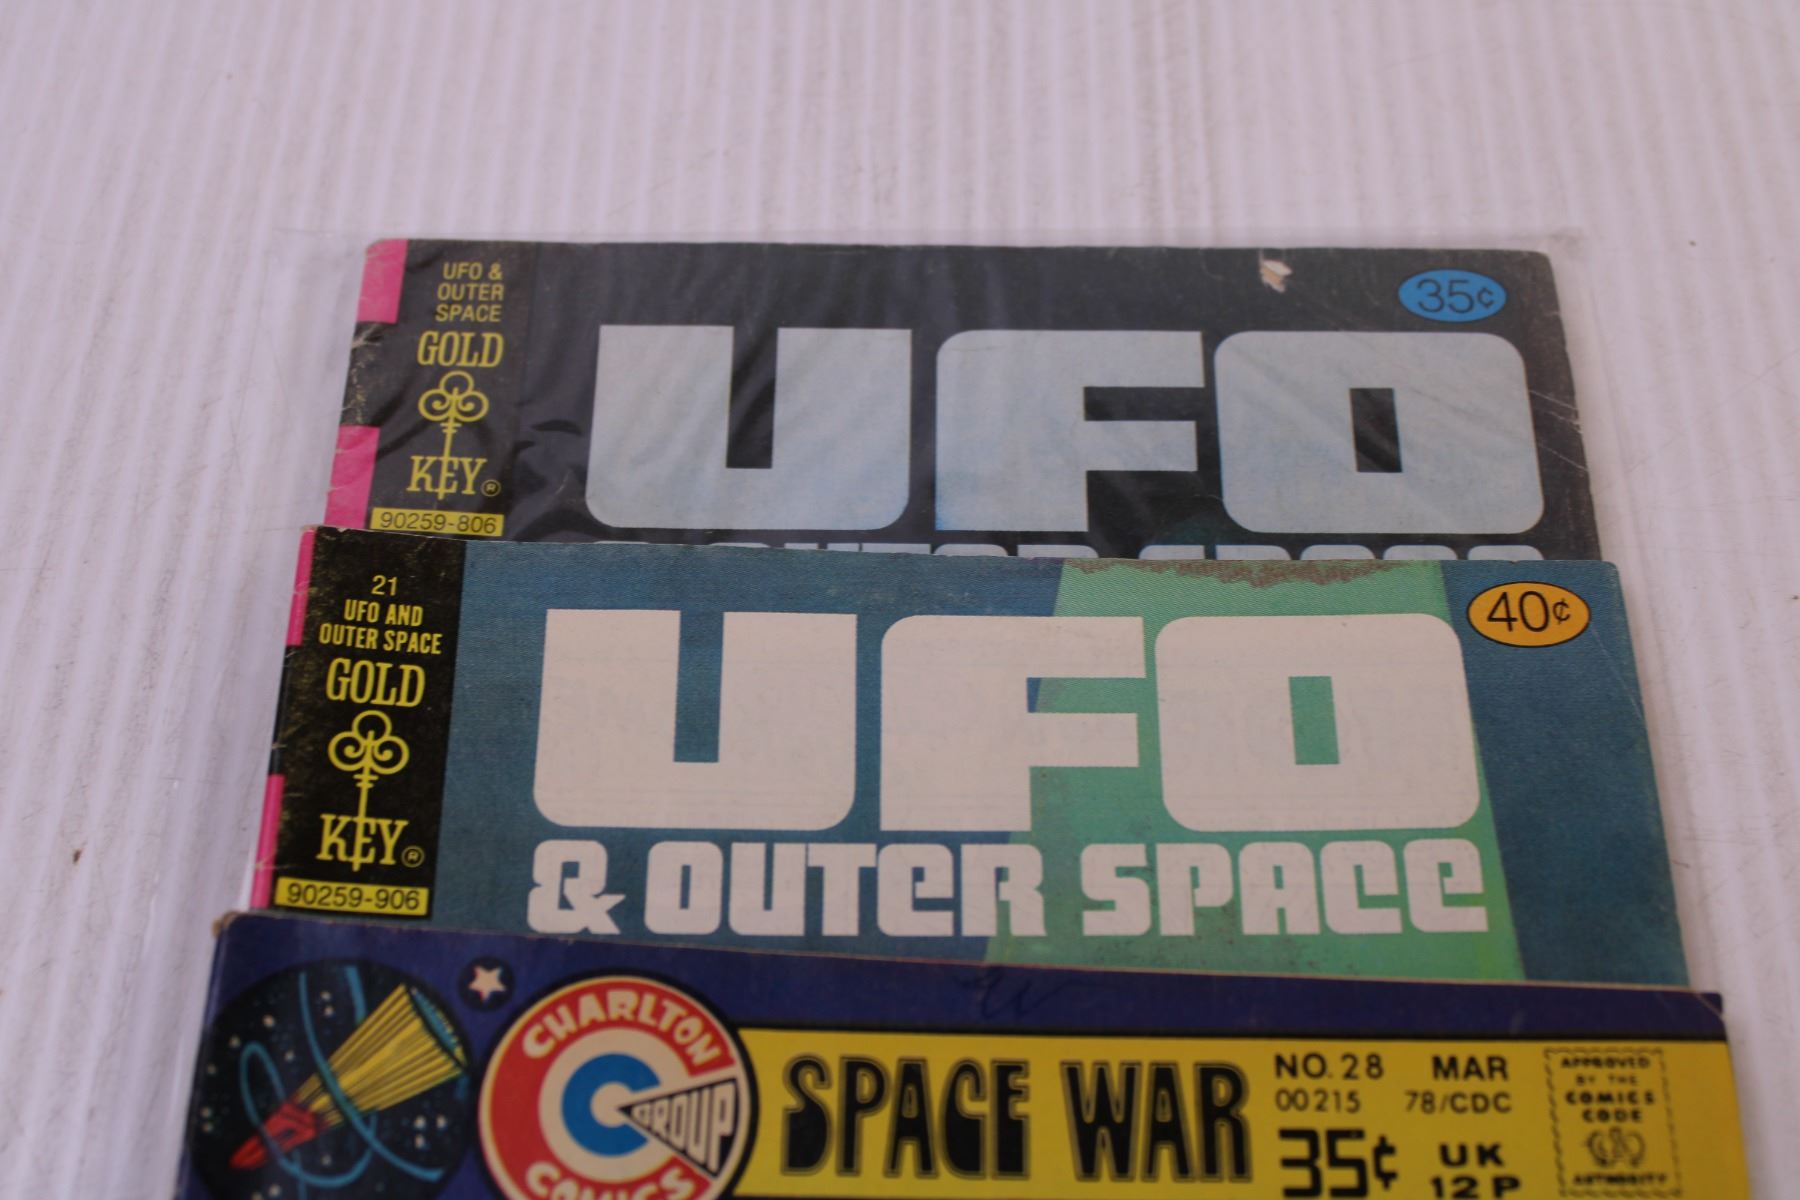 UFO &
OUTER
SPACE
GOLD
KEY®
90259-806
UFO
35¢
OUTER SPACE
21
UFO AND
OUTER SPACE
GOLD
KEY®
90259-906
UFO
& OUTER SPACE
40¢
CHARLTON
COMICS
GROUP
C
SPACE WAR
NO. 28 MAR
00215 78/CDC
35¢ UK
12P
APPROVED
BY THE
COMICS
CODE
AUTHORITY